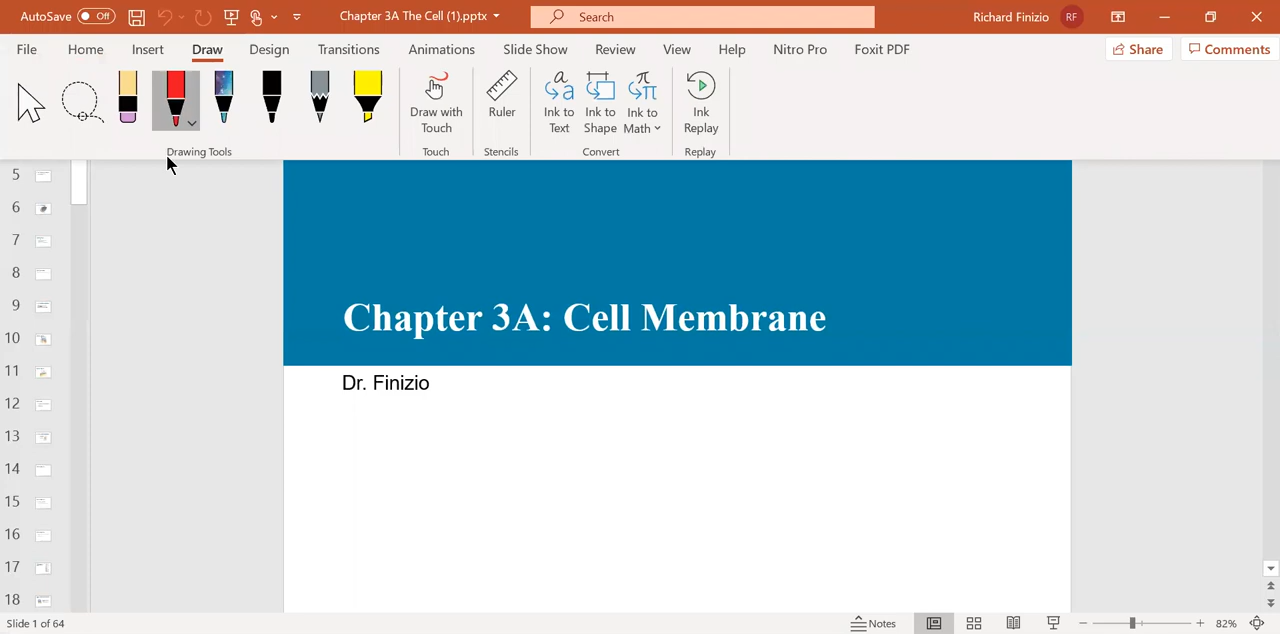 AutoSave Off Chapter 3A The Cell (1).pptx Search Richard Finizio RF
File Home Insert Draw Design Transitions Animations Slide Show Review View Help Nitro Pro Foxit PDF Share Comments
Draw with Touch
Ruler
Ink to Text
Ink to Shape
Ink to Math
Ink Replay
Drawing Tools Touch Stencils Convert Replay
5
6
7
8
9
10
11
12
13
14
15
16
17
18
Chapter 3A: Cell Membrane
Dr. Finizio
Slide 1 of 64 Notes 82%